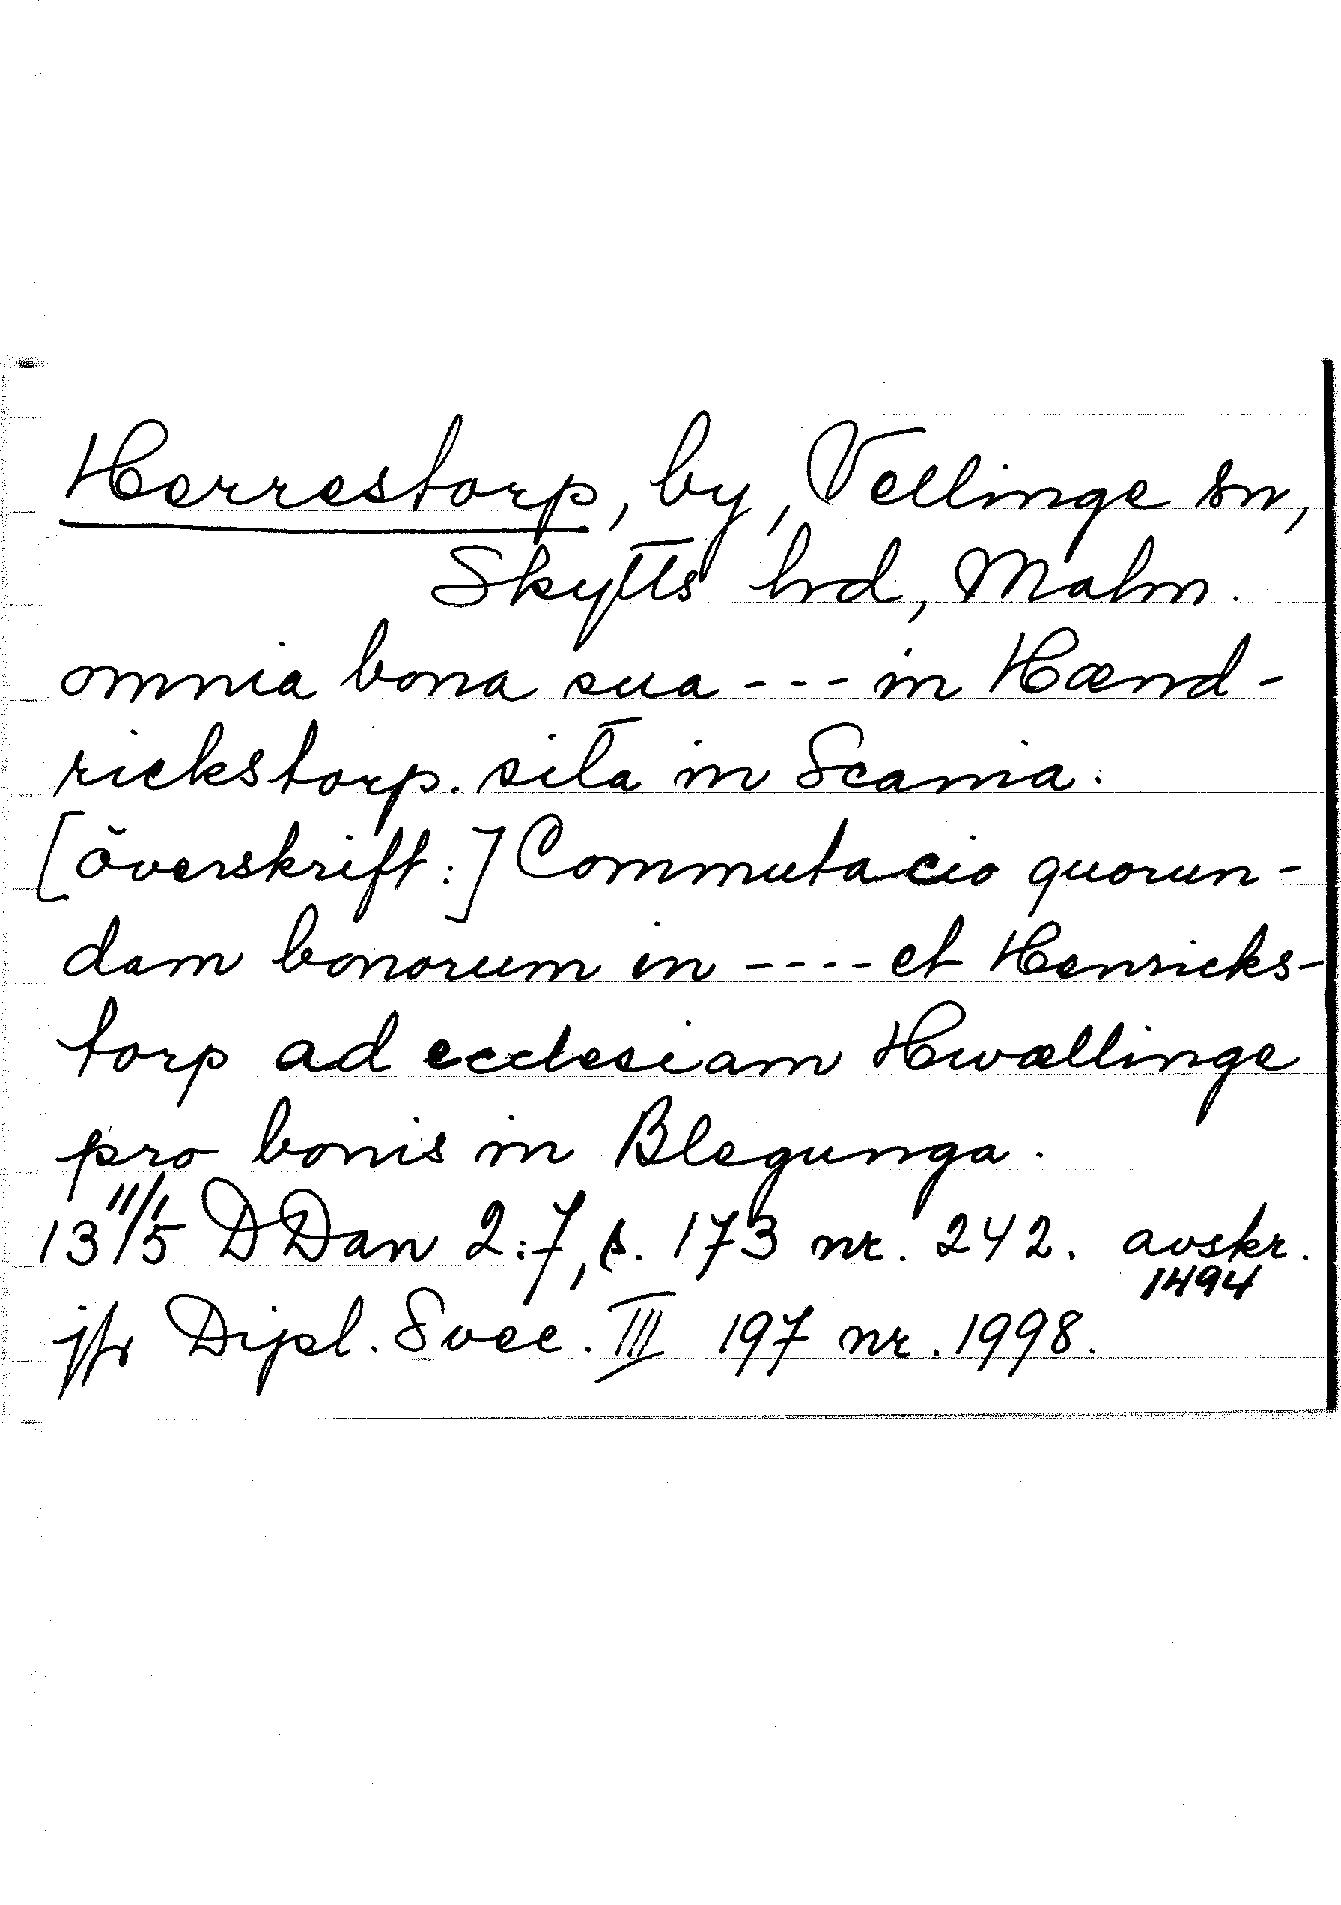 Herrestorp, by, Vellinge sn,
Skytts hd, Malm.
omnia bona sua --- in Hænd-
rickstorp. sita in Scania.
[överskrift:] Commutacio quorun-
dam bonorum in ---- et Henricks-
torp ad ecclesiam Hwællinge
pro bonis in Blegunga.
13 11/1 15 DDan 2:7, s. 173 nr. 242. avskr.
1494
jfr Dipl. Svec. III 197 nr. 1998.